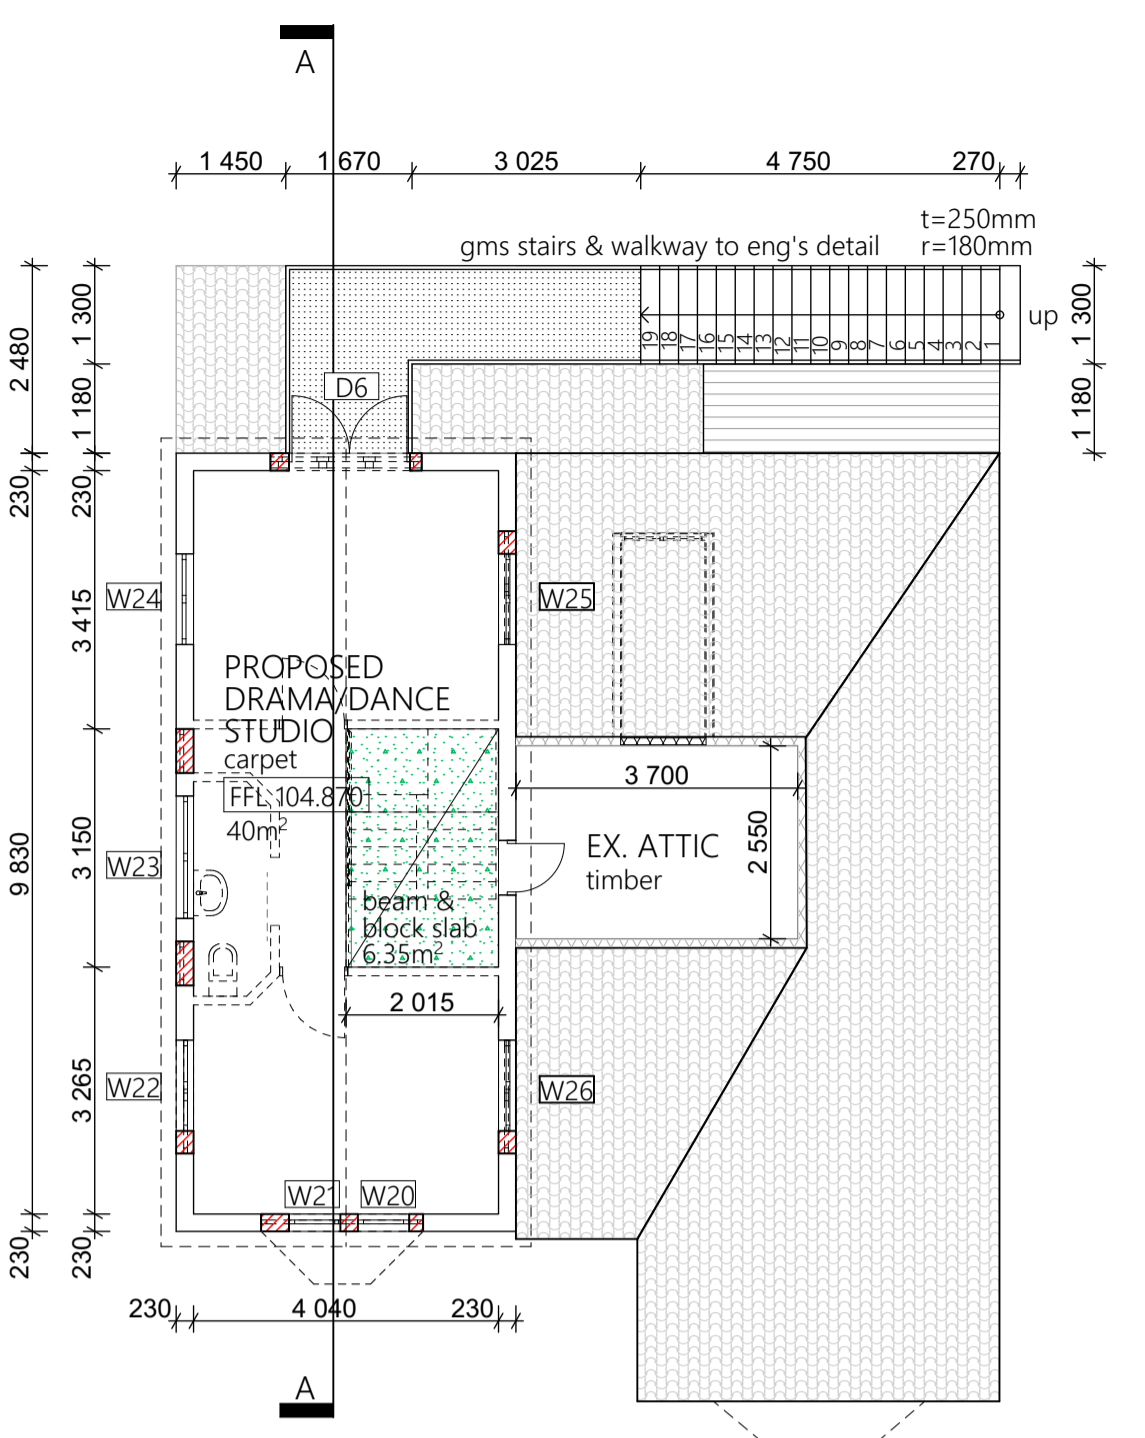 A
1 450
1 670
3 025
4 750
270
t=250mm
gms stairs & walkway to eng's detail
r=180mm
up
19
18
17
16
15
14
13
12
11
10
9
8
7
6
5
4
3
2
1
1 300
1 180
2 480
1 300
1 180
D6
230
230
W24
W25
3 415
PROPOSED
DRAMA/DANCE
STUDIO
carpet
FFL 104.870
40m²
3 700
2 550
EX. ATTIC
timber
9 830
3 150
W23
beam &
block slab
6.35m²
2 015
3 265
W22
W26
W21
W20
230
230
230
4 040
230
A